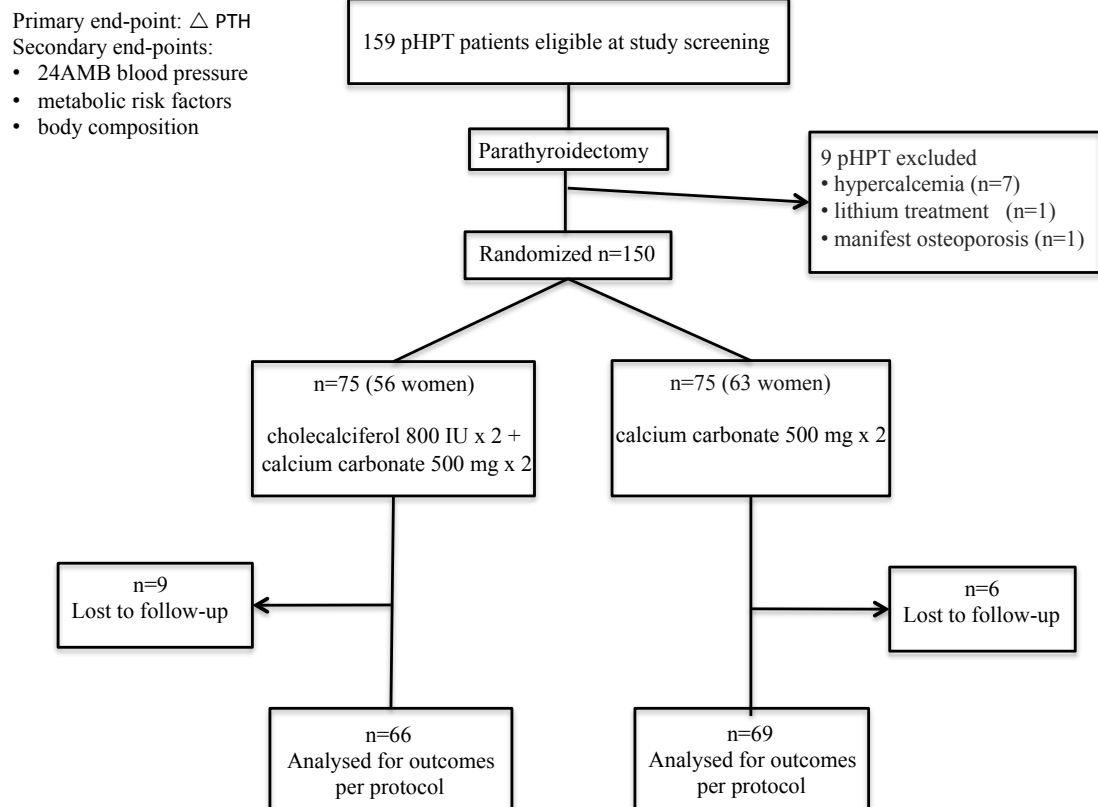 Primary end-point: △ PTH
Secondary end-points:
• 24AMB blood pressure
• metabolic risk factors
• body composition
159 pHPT patients eligible at study screening
Parathyroidectomy
9 pHPT excluded
• hypercalcemia (n=7)
• lithium treatment (n=1)
• manifest osteoporosis (n=1)
Randomized n=150
n=75 (56 women)
cholecalciferol 800 IU x 2 +
calcium carbonate 500 mg x 2
n=75 (63 women)
calcium carbonate 500 mg x 2
n=9
Lost to follow-up
n=6
Lost to follow-up
n=66
Analysed for outcomes
per protocol
n=69
Analysed for outcomes
per protocol